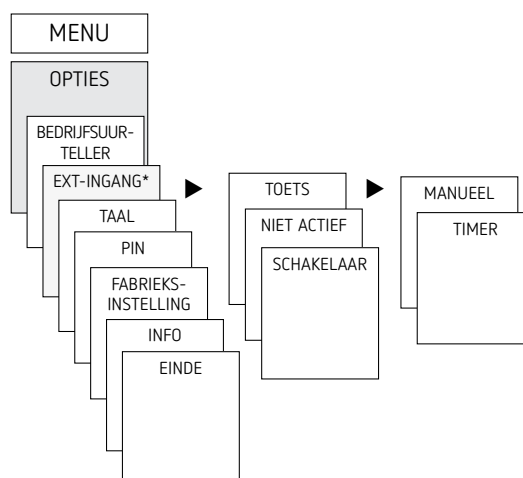 MENU
OPTIES
BEDRIJFSUUR-
TELLER
EXT-INGANG*
TAAL
PIN
FABRIEKS-
INSTELLING
INFO
EINDE
TOETS
NIET ACTIEF
SCHAKELAAR
MANUEEL
TIMER